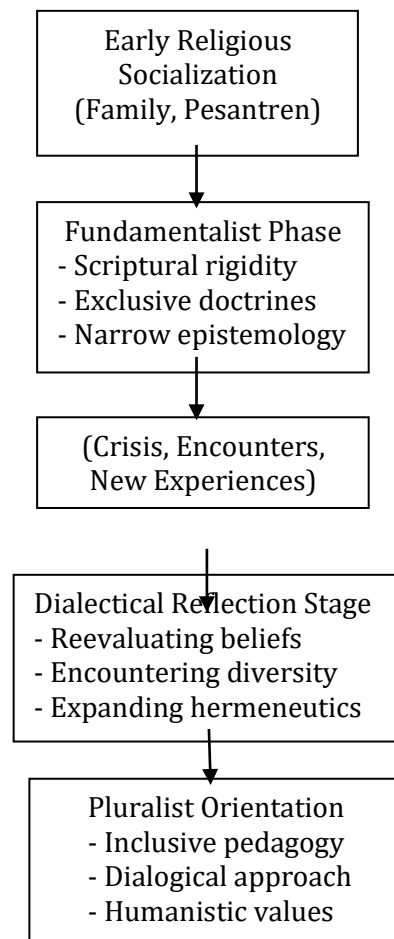 Early Religious
Socialization
(Family, Pesantren)
Fundamentalist Phase
- Scriptural rigidity
- Exclusive doctrines
- Narrow epistemology
(Crisis, Encounters,
New Experiences)
Dialectical Reflection Stage
- Reevaluating beliefs
- Encountering diversity
- Expanding hermeneutics
Pluralist Orientation
- Inclusive pedagogy
- Dialogical approach
- Humanistic values